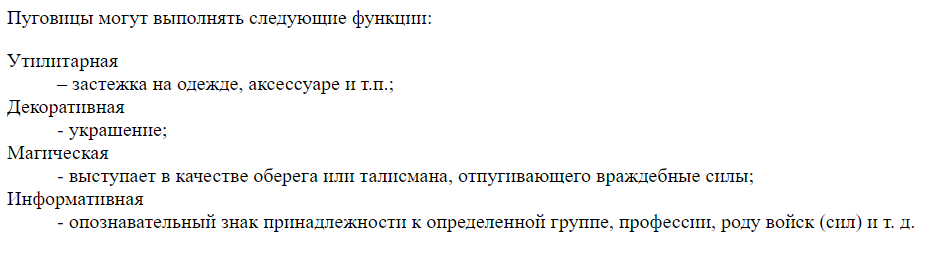 Пуговицы могут выполнять следующие функции:
Утилитарная
– застежка на одежде, аксессуаре и т.п.;
Декоративная
- украшение;
Магическая
- выступает в качестве оберега или талисмана, отпугивающего враждебные силы;
Информативная
- опознавательный знак принадлежности к определенной группе, профессии, роду войск (сил) и т. д.